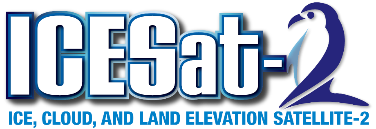 ICESat-2
ICE, CLOUD, AND LAND ELEVATION SATELLITE-2